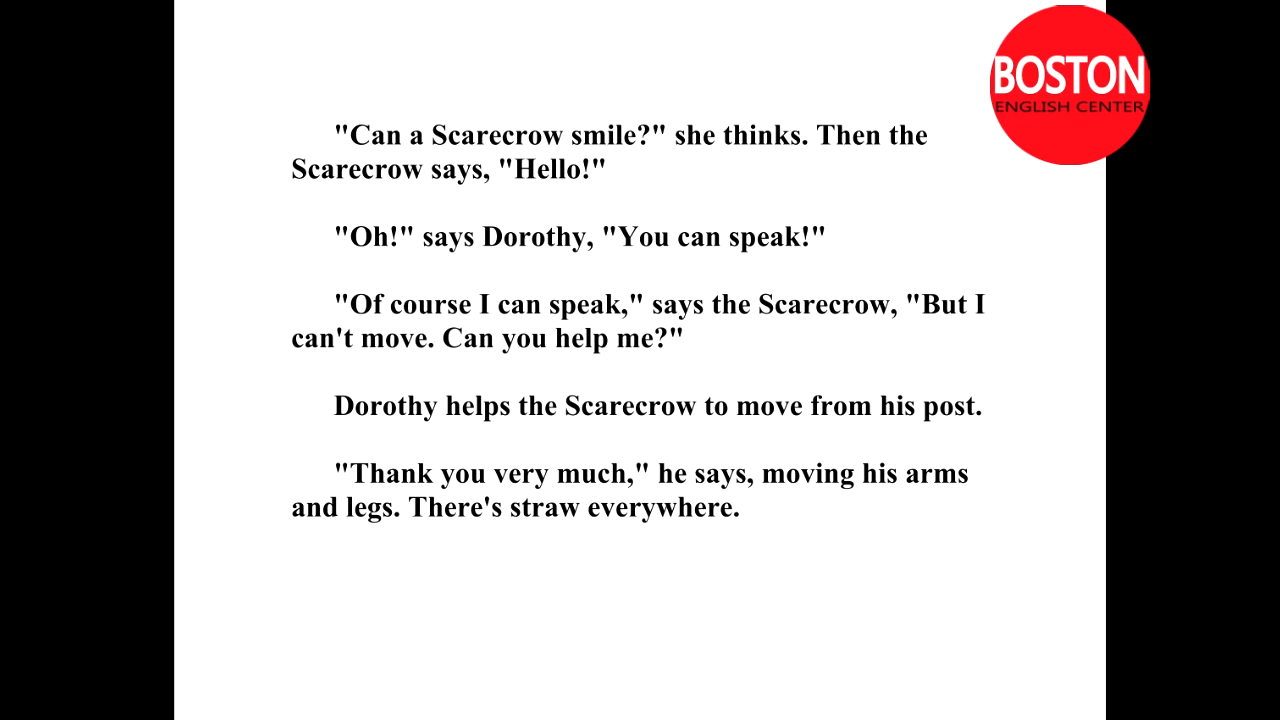 BOSTON
ENGLISH CENTER
"Can a Scarecrow smile?" she thinks. Then the
Scarecrow says, "Hello!"
"Oh!" says Dorothy, "You can speak!"
"Of course I can speak," says the Scarecrow, "But I
can't move. Can you help me?"
Dorothy helps the Scarecrow to move from his post.
"Thank you very much," he says, moving his arms
and legs. There's straw everywhere.